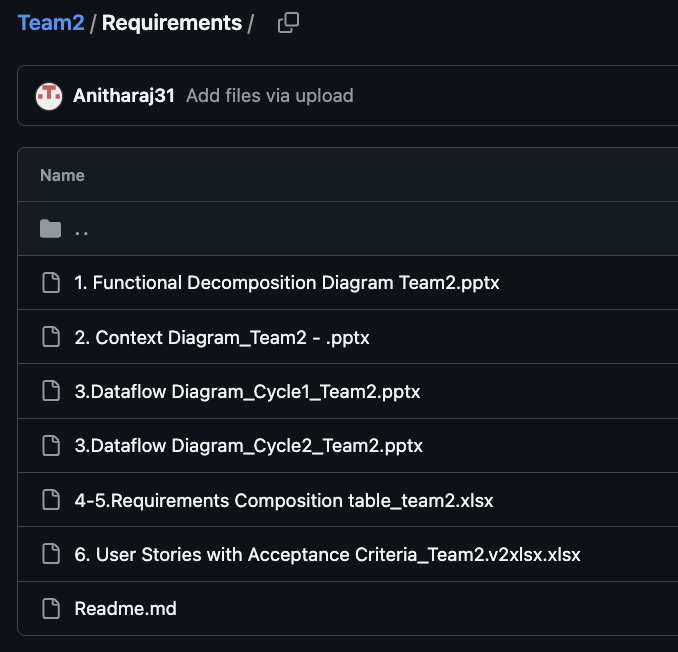 Team2 / Requirements /
Anitharaj31 Add files via upload
Name
..
1. Functional Decomposition Diagram Team2.pptx
2. Context Diagram_Team2 - .pptx
3.Dataflow Diagram_Cycle1_Team2.pptx
3.Dataflow Diagram_Cycle2_Team2.pptx
4-5.Requirements Composition table_team2.xlsx
6. User Stories with Acceptance Criteria_Team2.v2xlsx.xlsx
Readme.md